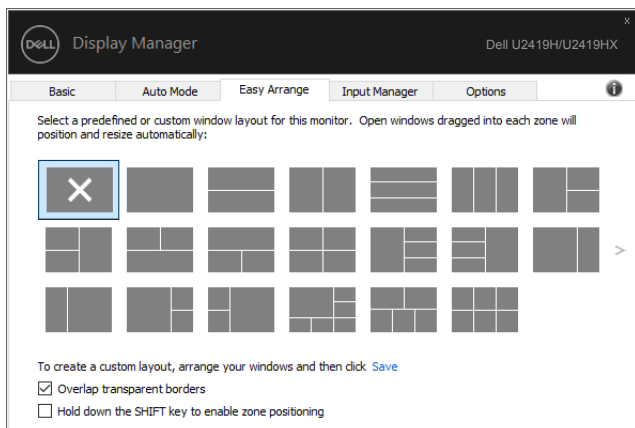 x
DELL Display Manager Dell U2419H/U2419HX
Basic Auto Mode Easy Arrange Input Manager Options i
Select a predefined or custom window layout for this monitor. Open windows dragged into each zone will
position and resize automatically:
>
To create a custom layout, arrange your windows and then click Save
Overlap transparent borders
Hold down the SHIFT key to enable zone positioning